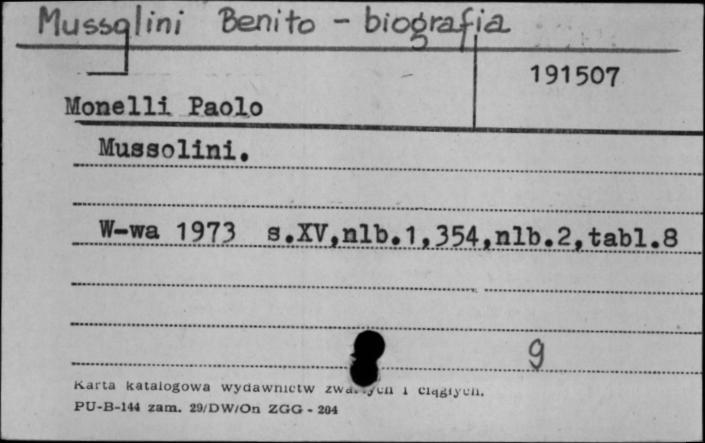 Mussolini Benito - biografia
191507
Monelli Paolo
Mussolini.
W-wa 1973 s.XV,nlb.1,354,nlb.2,tabl.8
9
Karta katalogowa wydawnictw i ciągłych.
PU-B-144 zam. 29/DW/On ZGG - 204